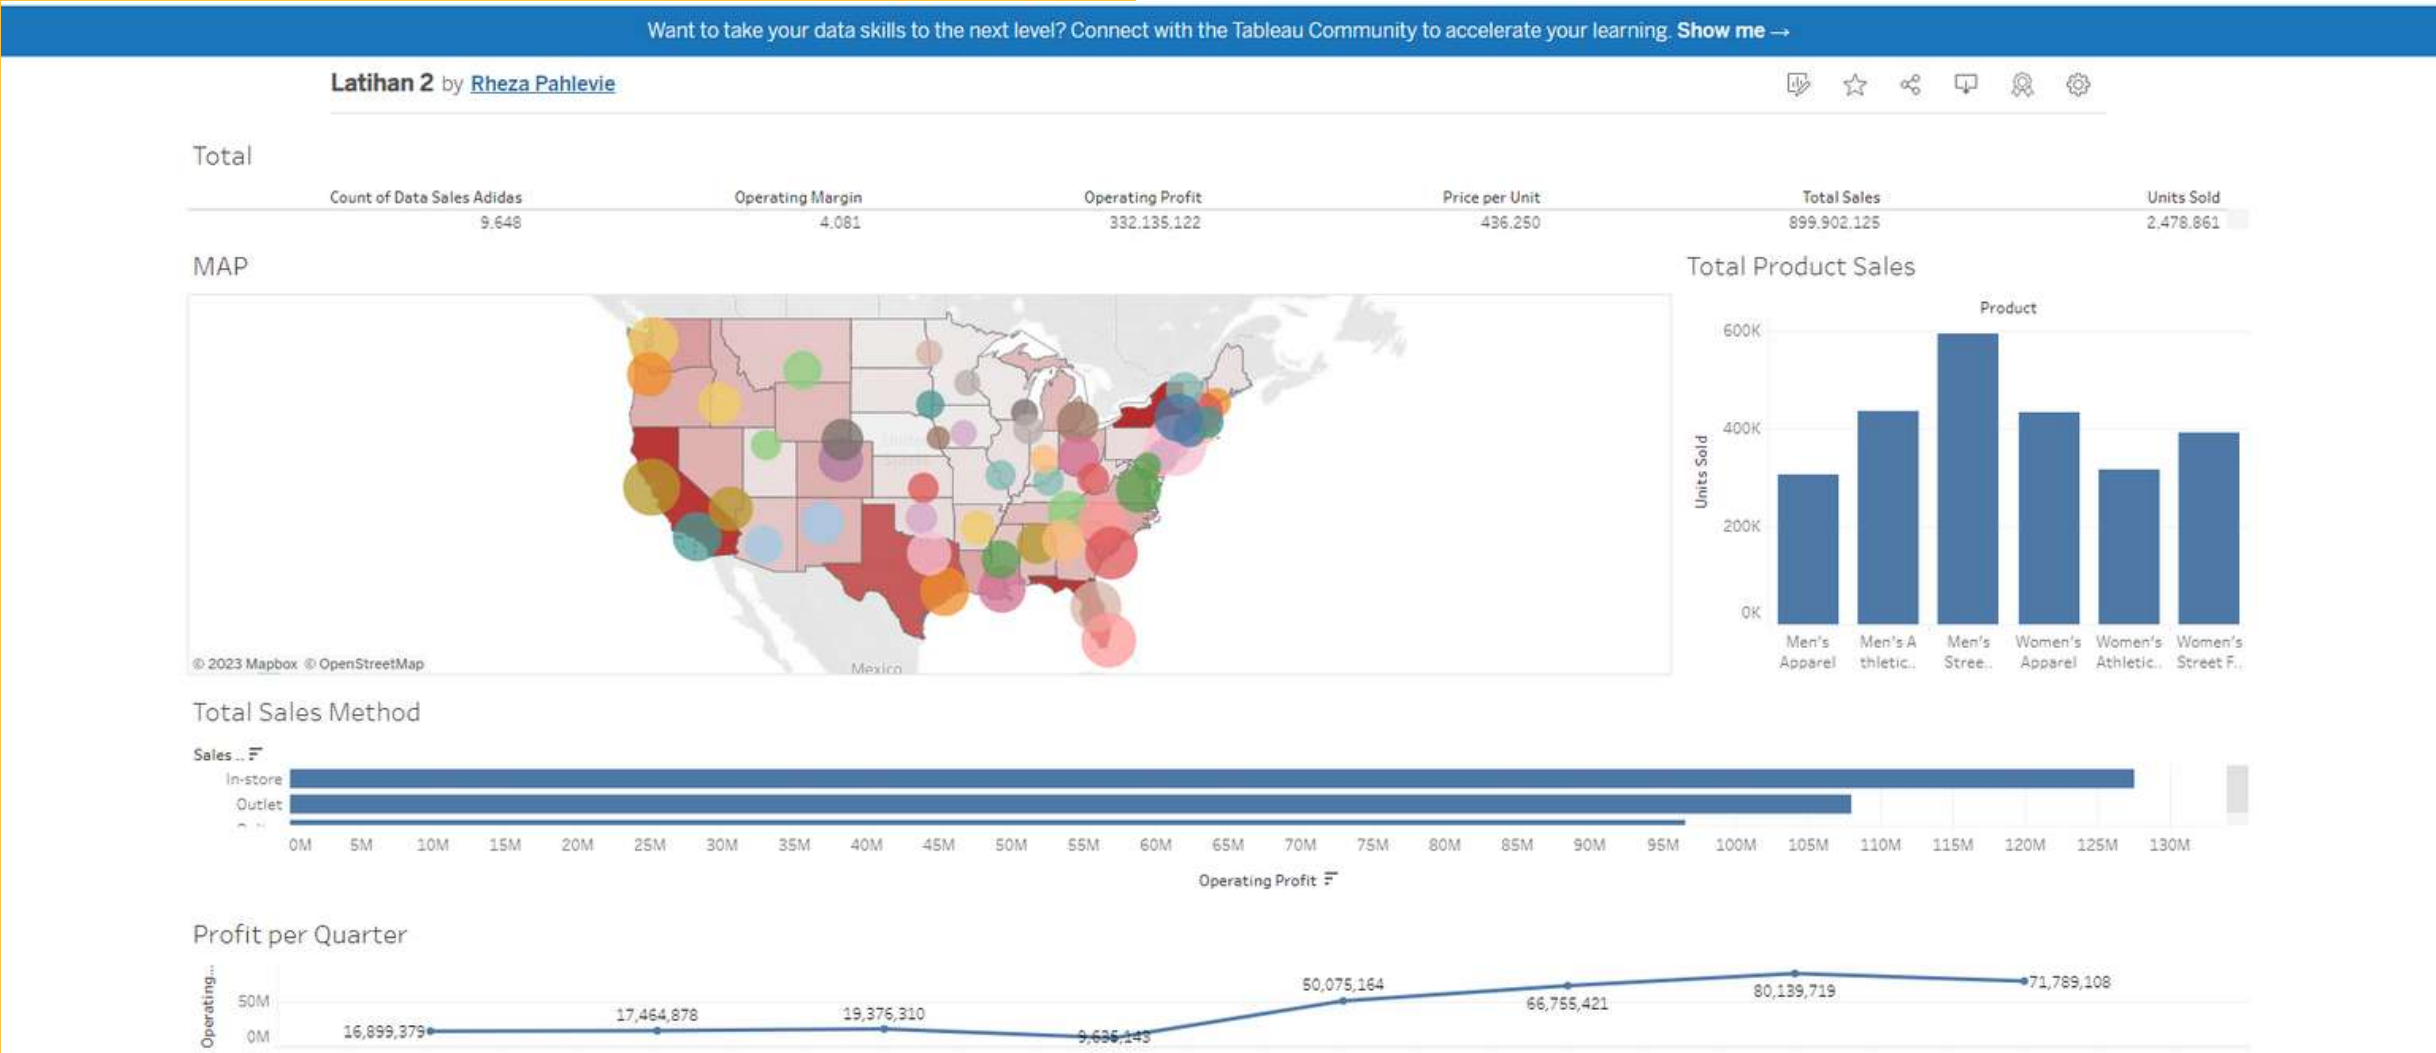 Want to take your data skills to the next level? Connect with the Tableau Community to accelerate your learning. Show me →
Latihan 2 by Rheza Pahlevie
Total
Count of Data Sales Adidas Operating Margin Operating Profit Price per Unit Total Sales Units Sold
9,648 4,081 332,135,122 436,250 899,902,125 2,478,861
MAP
© 2023 Mapbox © OpenStreetMap
Mexico
Total Product Sales
Product
Units Sold
600K
400K
200K
0K
Men's Apparel
Men's A thletic..
Men's Stree..
Women's Apparel
Women's Athletic..
Women's Street F..
Total Sales Method
Sales ..
In-store
Outlet
0M 5M 10M 15M 20M 25M 30M 35M 40M 45M 50M 55M 60M 65M 70M 75M 80M 85M 90M 95M 100M 105M 110M 115M 120M 125M 130M
Operating Profit
Profit per Quarter
Operating...
50M
0M
16,899,379
17,464,878
19,376,310
9,635,143
50,075,164
66,755,421
80,139,719
71,789,108